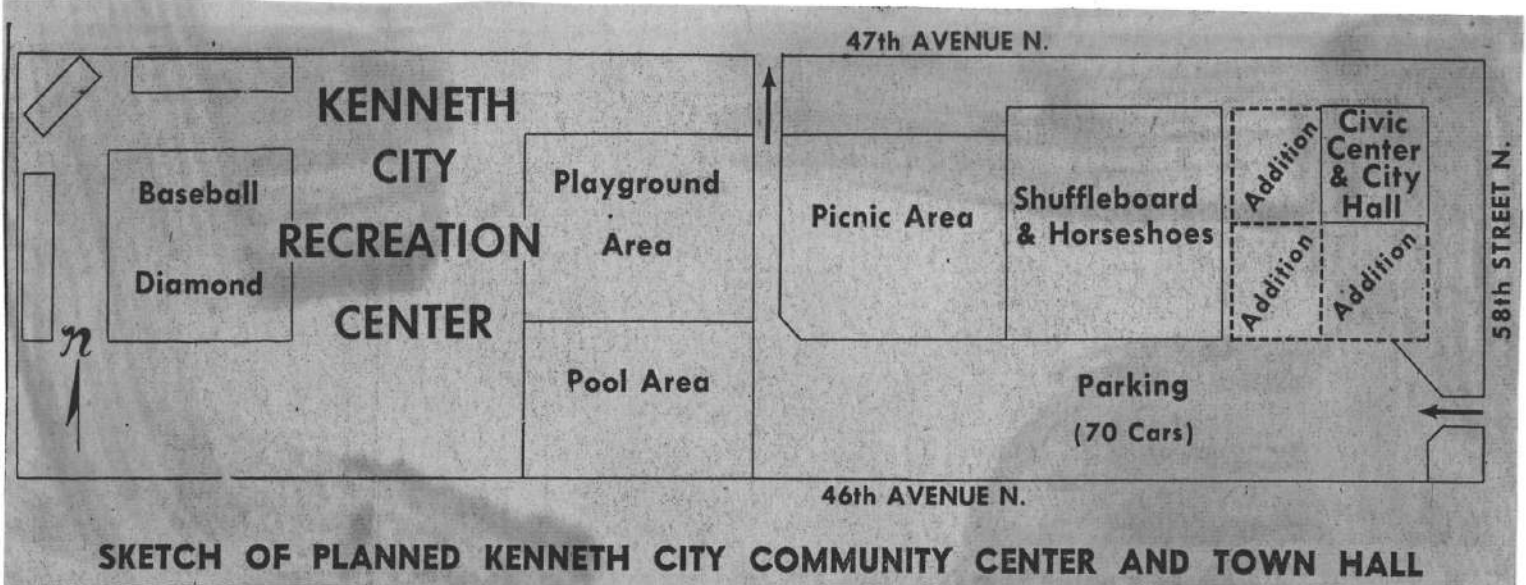 47th AVENUE N.
KENNETH
CITY
RECREATION
CENTER
Baseball
Diamond
Playground
Area
Pool Area
Picnic Area
Shuffleboard
& Horseshoes
Addition
Civic
Center
& City
Hall
Addition
Addition
58th STREET N.
n
Parking
(70 Cars)
46th AVENUE N.
SKETCH OF PLANNED KENNETH CITY COMMUNITY CENTER AND TOWN HALL